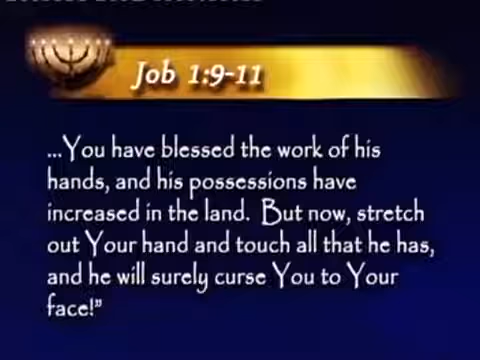 Job 1:9-11
...You have blessed the work of his
hands, and his possessions have
increased in the land. But now, stretch
out Your hand and touch all that he has,
and he will surely curse You to Your
face!"